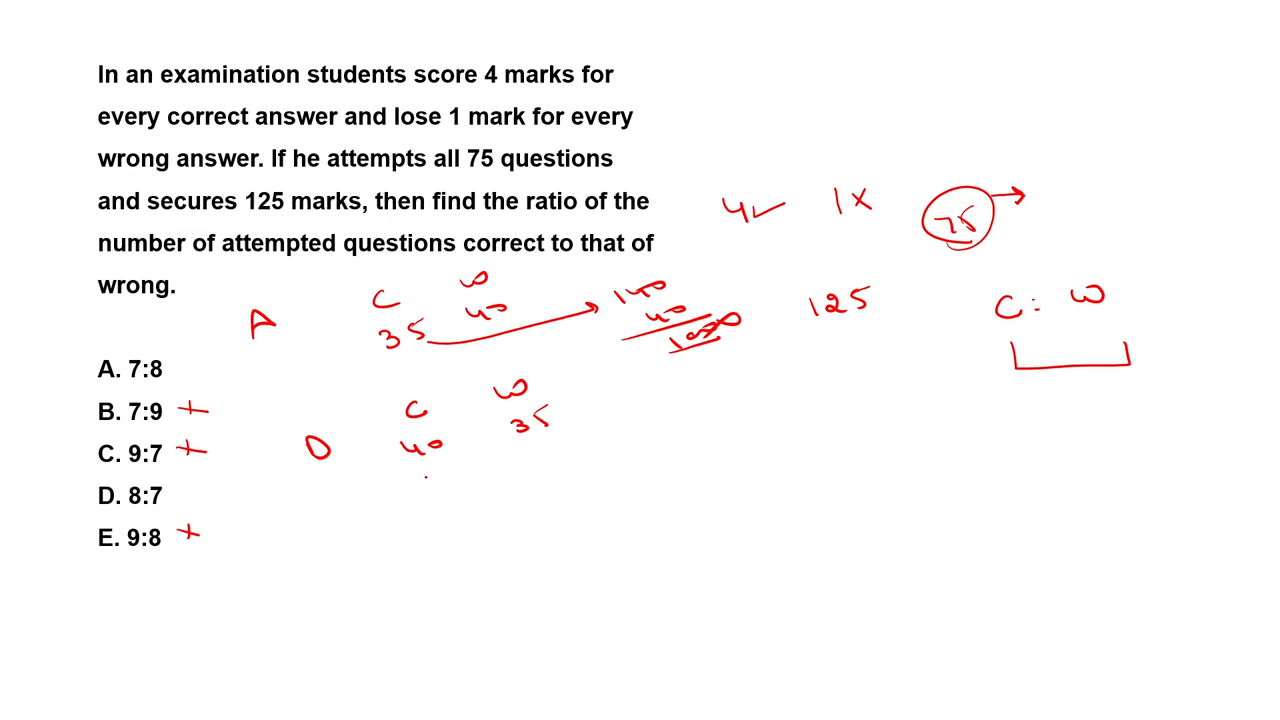 In an examination students score 4 marks for
every correct answer and lose 1 mark for every
wrong answer. If he attempts all 75 questions
and secures 125 marks, then find the ratio of the
number of attempted questions correct to that of
wrong.
4✓ 1× 75 →
A
C W
35 40
140
40
100
125
C : W
A. 7:8
B. 7:9 ×
C. 9:7 ×
D. 8:7
E. 9:8 ×
D
C W
40 35